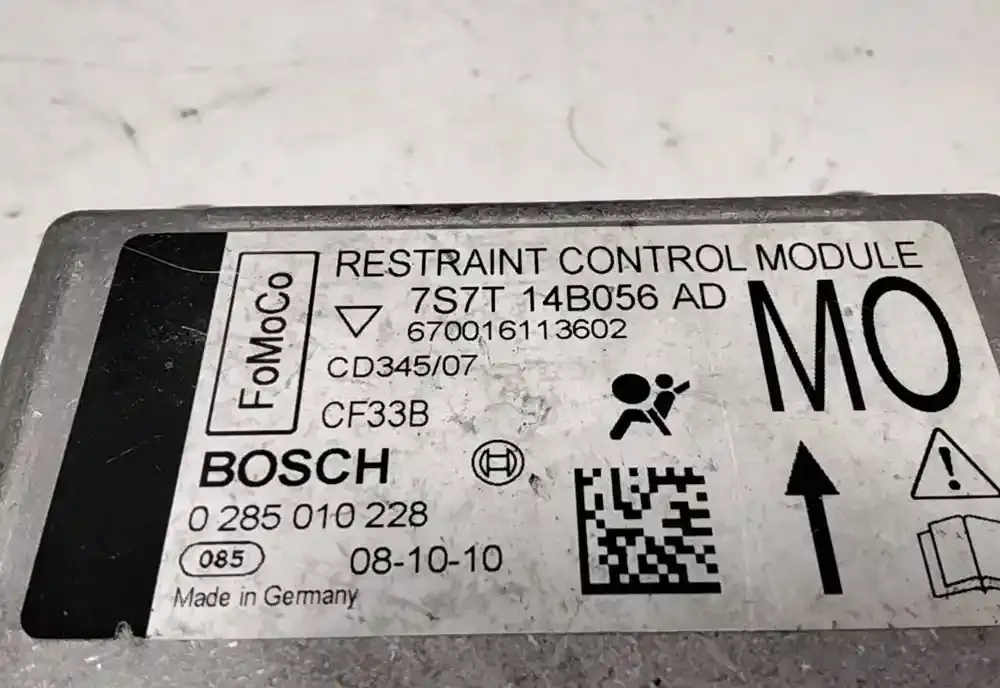 FoMoCo
RESTRAINT CONTROL MODULE
7S7T 14B056 AD
670016113602
CD345/07
CF33B
MO
BOSCH
0 285 010 228
085
08-10-10
Made in Germany